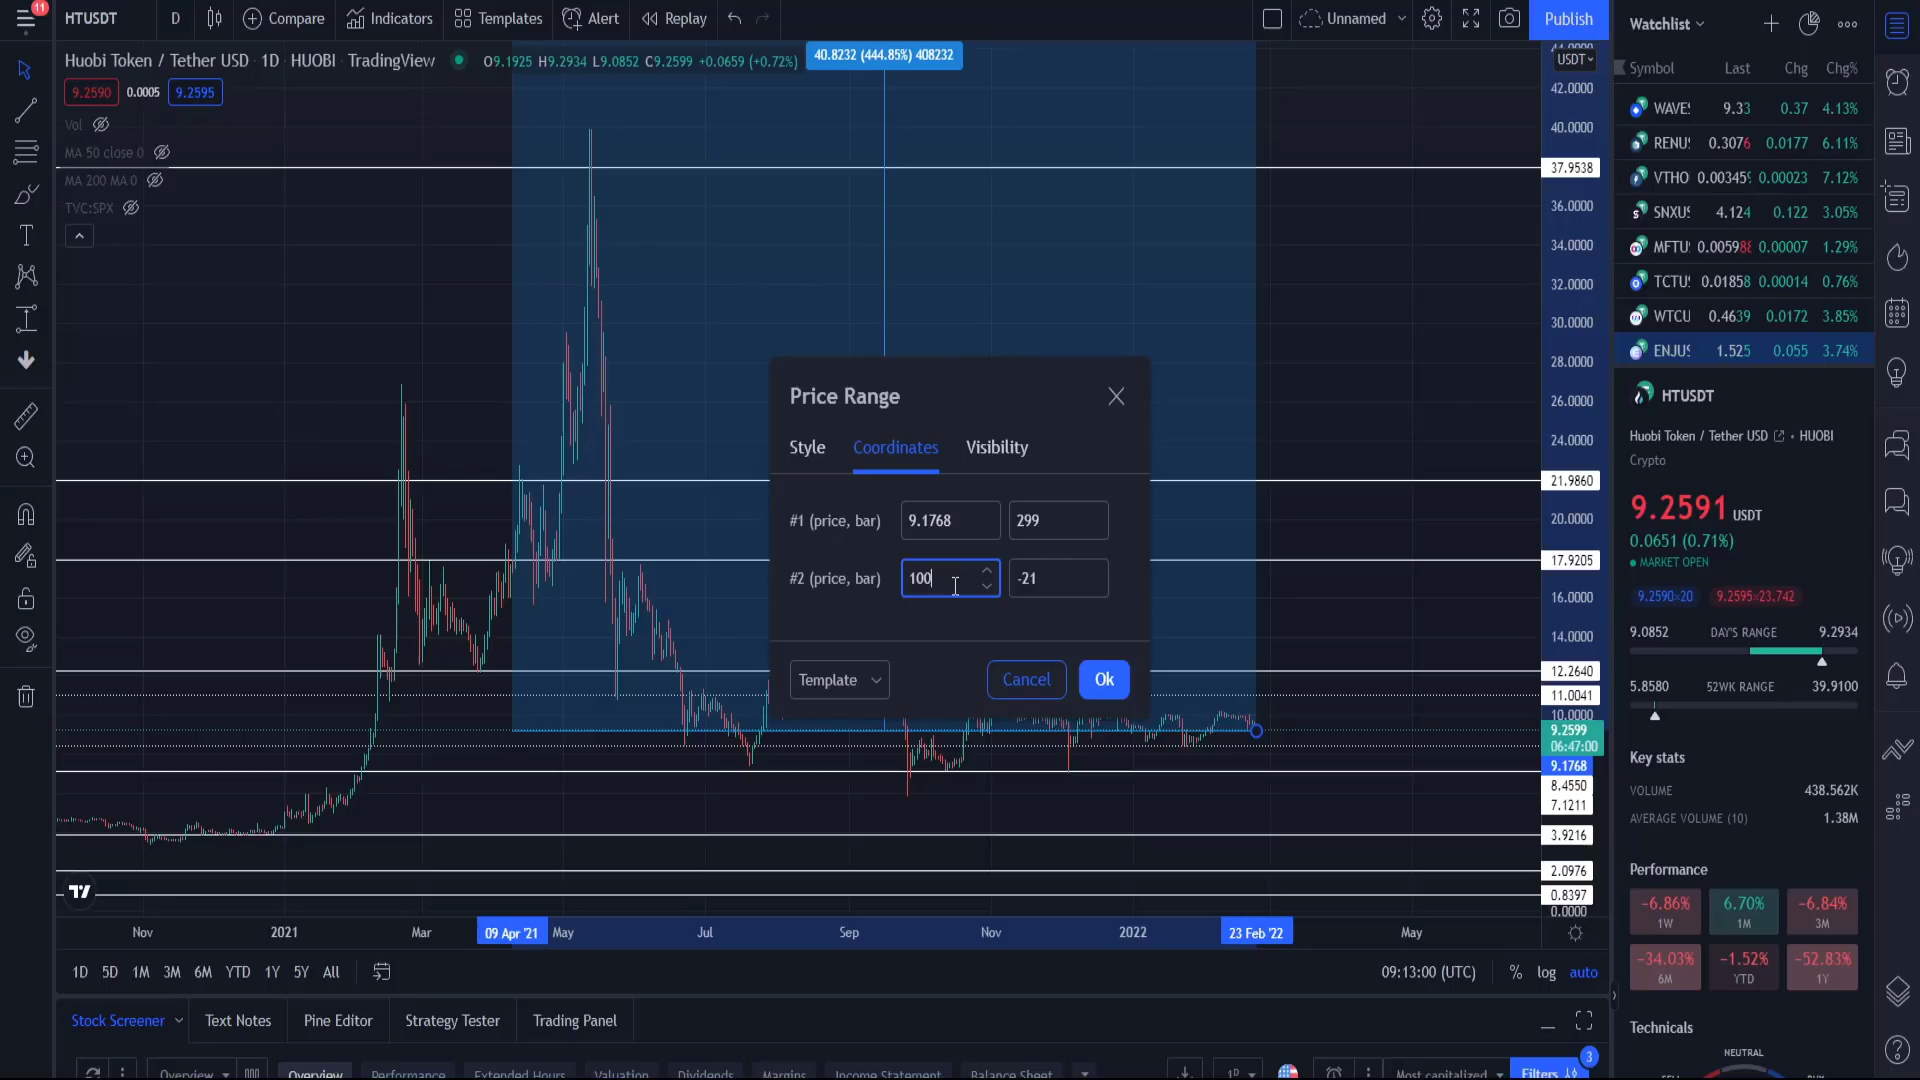 11
HTUSDT
D
Compare
Indicators
Templates
Alert
Replay
Unnamed
Publish
Huobi Token / Tether USD · 1D · HUOBI · TradingView
O9.1925 H9.2934 L9.0852 C9.2599 +0.0659 (+0.72%)
40.8232 (444.85%) 408232
9.2590 0.0005 9.2595
Vol
MA 50 close 0
MA 200 MA 0
TVC:SPX
USDT
42.0000
40.0000
37.9538
36.0000
34.0000
32.0000
30.0000
28.0000
26.0000
24.0000
21.9860
20.0000
17.9205
16.0000
14.0000
12.2640
11.0041
10.0000
9.2599
06:47:00
9.1768
8.4550
7.1211
3.9216
2.0976
0.8397
0.0000
Price Range
Style Coordinates Visibility
#1 (price, bar) 9.1768 299
#2 (price, bar) 100 -21
Template Cancel Ok
Nov 2021 Mar 09 Apr '21 May Jul Sep Nov 2022 23 Feb '22 May
1D 5D 1M 3M 6M YTD 1Y 5Y All
09:13:00 (UTC) % log auto
Stock Screener Text Notes Pine Editor Strategy Tester Trading Panel
Overview Overview Performance Extended Hours Valuation Dividends Margins Income Statement Balance Sheet 1D Most capitalized Filters 3
Watchlist
Symbol Last Chg Chg%
WAVES 9.33 0.37 4.13%
RENUS 0.3076 0.0177 6.11%
VTHO 0.003459 0.00023 7.12%
SNXUS 4.124 0.122 3.05%
MFTU 0.005988 0.00007 1.29%
TCTU 0.01858 0.00014 0.76%
WTCU 0.4639 0.0172 3.85%
ENJUS 1.525 0.055 3.74%
HTUSDT
Huobi Token / Tether USD · HUOBI
Crypto
9.2591 USDT
0.0651 (0.71%)
MARKET OPEN
9.2590×20 9.2595×23.742
9.0852 DAY'S RANGE 9.2934
5.8580 52WK RANGE 39.9100
Key stats
VOLUME 438.562K
AVERAGE VOLUME (10) 1.38M
Performance
-6.86% 6.70% -6.84%
1W 1M 3M
-34.03% -1.52% -52.83%
6M YTD 1Y
Technicals
NEUTRAL